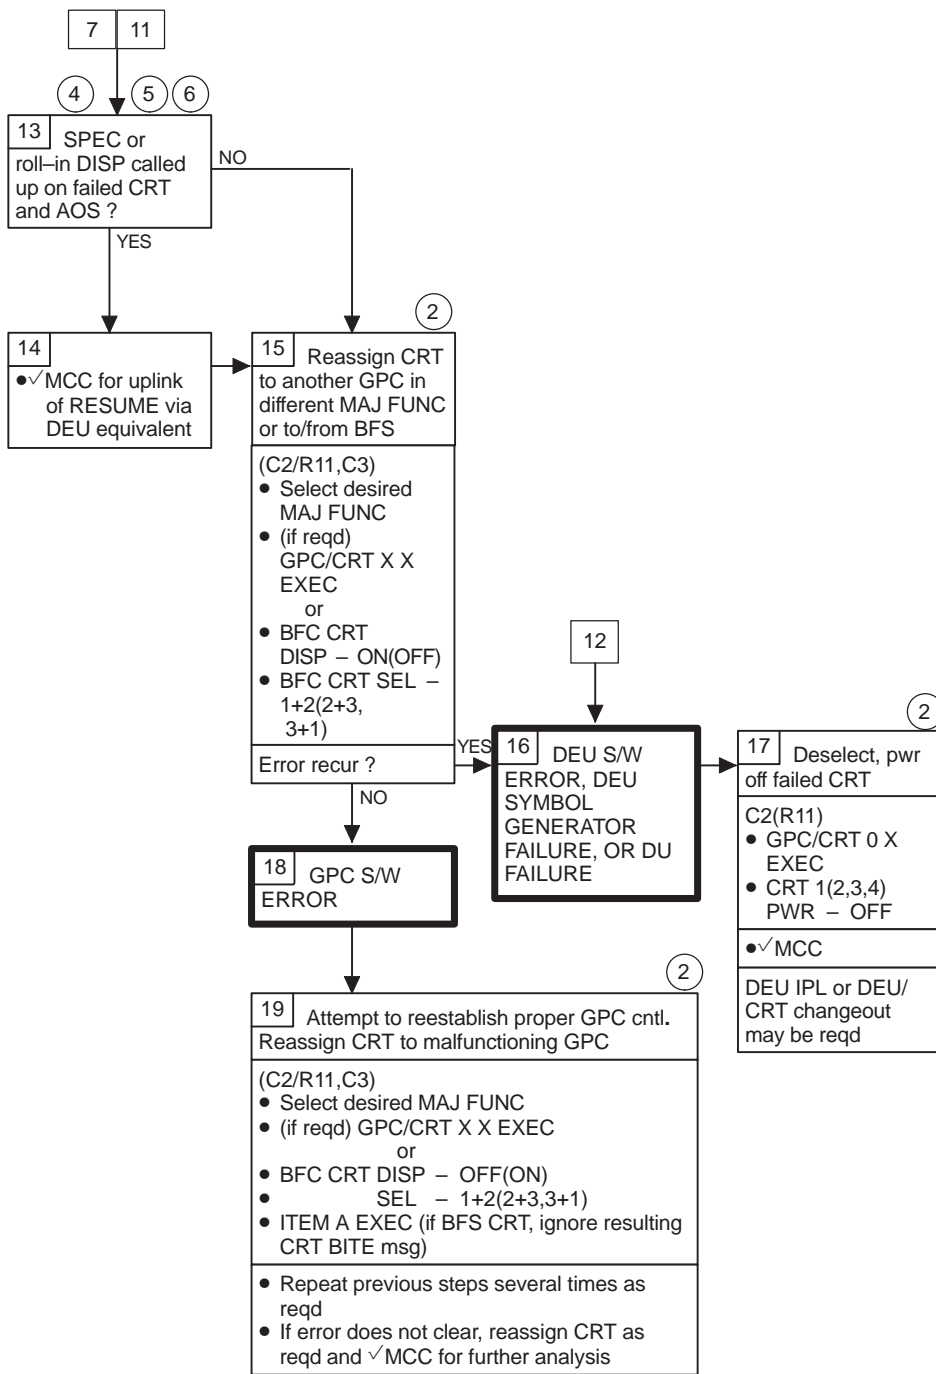 7 11
4 5 6
13 SPEC or
roll–in DISP called
up on failed CRT
and AOS ?
NO
YES
2
14
●√MCC for uplink
of RESUME via
DEU equivalent
15 Reassign CRT
to another GPC in
different MAJ FUNC
or to/from BFS
(C2/R11,C3)
● Select desired
MAJ FUNC
● (if reqd)
GPC/CRT X X
EXEC
or
● BFC CRT
DISP – ON(OFF)
● BFC CRT SEL –
1+2(2+3,
3+1)
Error recur ?
YES
NO
12
16 DEU S/W
ERROR, DEU
SYMBOL
GENERATOR
FAILURE, OR DU
FAILURE
2
17 Deselect, pwr
off failed CRT
C2(R11)
● GPC/CRT 0 X
EXEC
● CRT 1(2,3,4)
PWR – OFF
●√MCC
DEU IPL or DEU/
CRT changeout
may be reqd
18 GPC S/W
ERROR
2
19 Attempt to reestablish proper GPC cntl.
Reassign CRT to malfunctioning GPC
(C2/R11,C3)
● Select desired MAJ FUNC
● (if reqd) GPC/CRT X X EXEC
or
● BFC CRT DISP – OFF(ON)
● SEL – 1+2(2+3,3+1)
● ITEM A EXEC (if BFS CRT, ignore resulting
CRT BITE msg)
● Repeat previous steps several times as
reqd
● If error does not clear, reassign CRT as
reqd and √MCC for further analysis